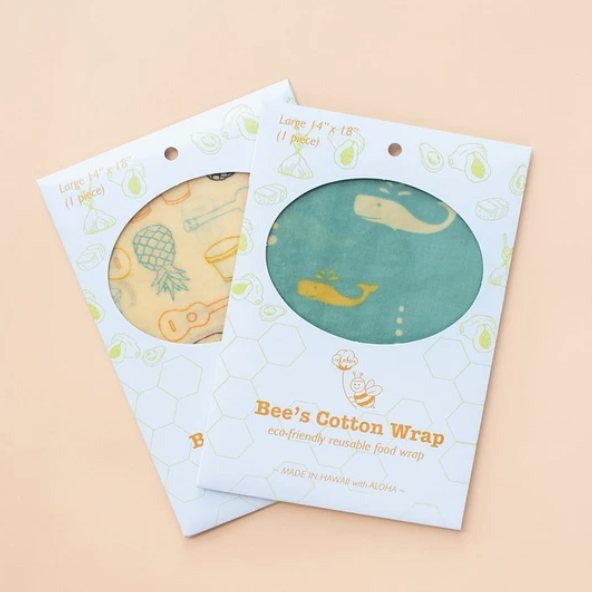 Large 14" x 18"
(1 piece)
Large 14" x 18"
(1 piece)
aloha
Bee's Cotton Wrap
eco-friendly reusable food wrap
~ MADE IN HAWAII with ALOHA ~
B